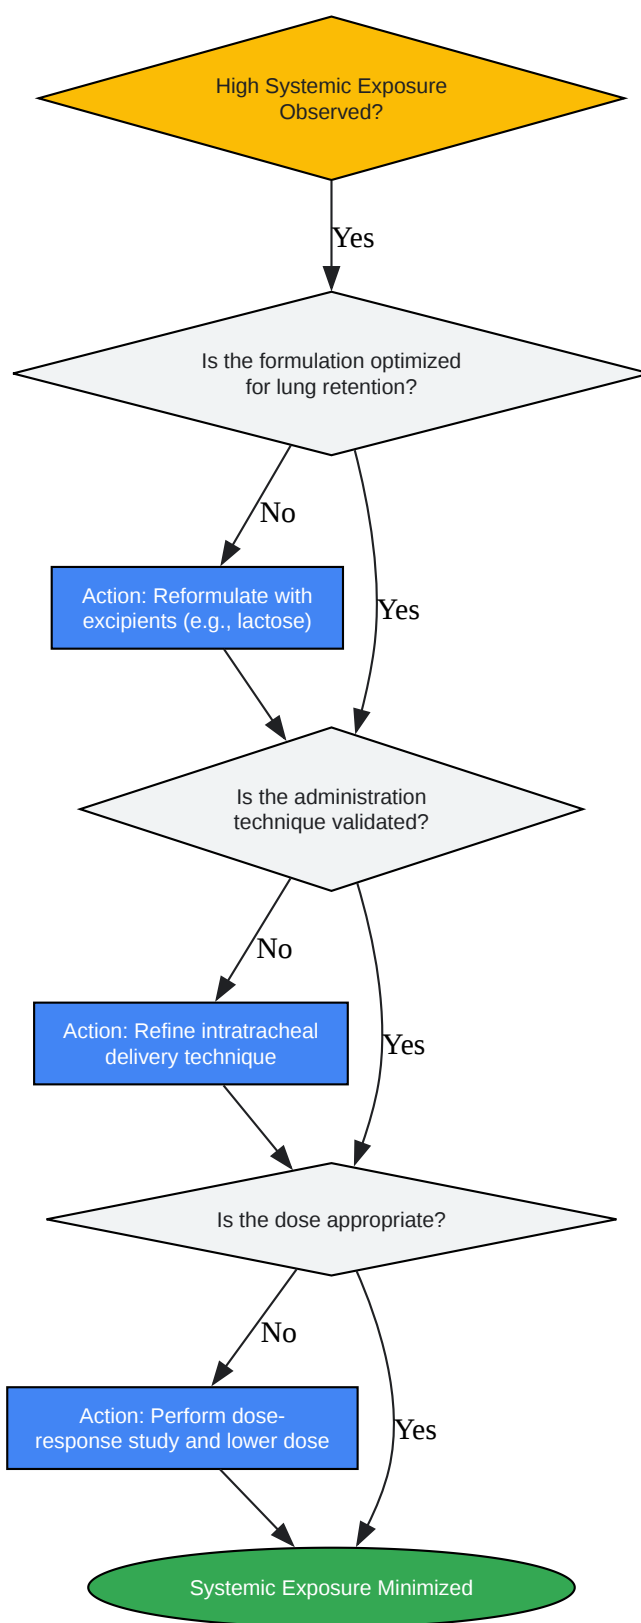 High Systemic Exposure
Observed?
Yes
Is the formulation optimized
for lung retention?
No
Action: Reformulate with
excipients (e.g., lactose)
Yes
Is the administration
technique validated?
No
Action: Refine intratracheal
delivery technique
Yes
Is the dose appropriate?
No
Action: Perform dose-
response study and lower dose
Yes
Systemic Exposure Minimized